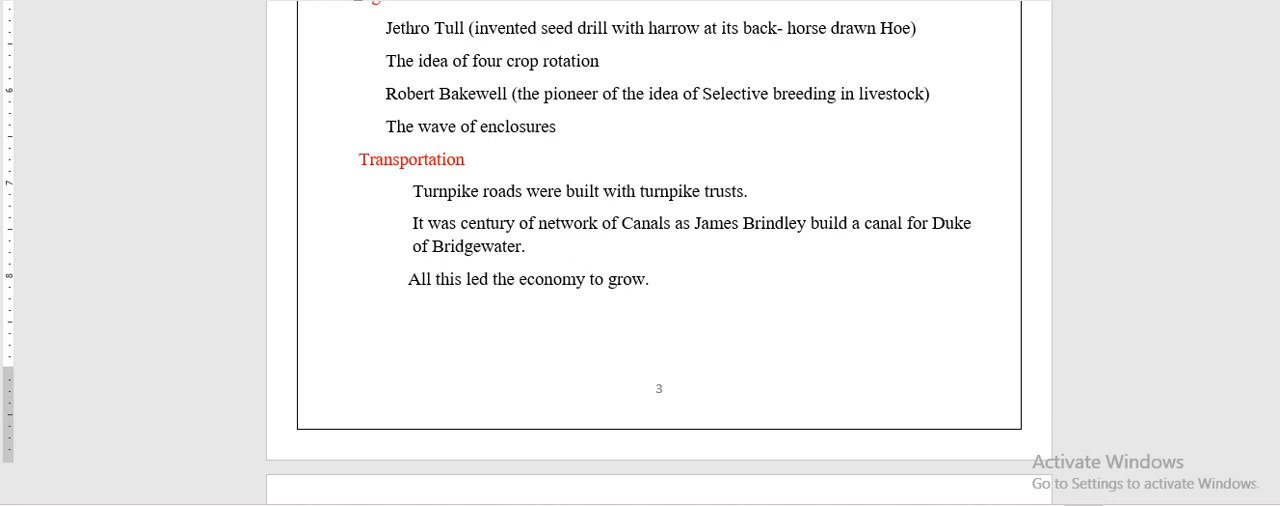 Jethro Tull (invented seed drill with harrow at its back- horse drawn Hoe)
The idea of four crop rotation
Robert Bakewell (the pioneer of the idea of Selective breeding in livestock)
The wave of enclosures
Transportation
Turnpike roads were built with turnpike trusts.
It was century of network of Canals as James Brindley build a canal for Duke
of Bridgewater.
All this led the economy to grow.
3
Activate Windows
Go to Settings to activate Windows.
6
7
8